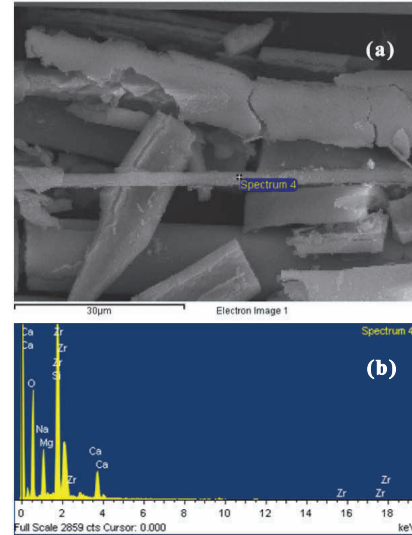 (a)
Spectrum 4
30µm
Electron Image 1
Spectrum 4
(b)
Ca
Zr
Ca
Zr
Zr
O
Si
Na
Mg
Ca
Ca
Zr
Zr
Zr
Zr
0 2 4 6 8 10 12 14 16 18
Full Scale 2859 cts Cursor: 0.000
keV